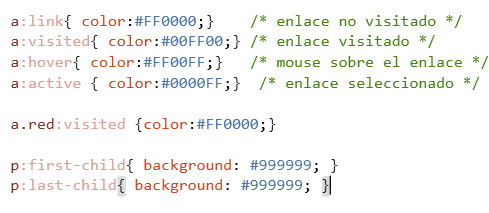 a:link{ color:#FF0000;}    /* enlace no visitado */
a:visited{ color:#00FF00;} /* enlace visitado */
a:hover{ color:#FF00FF;}   /* mouse sobre el enlace */
a:active { color:#0000FF;}  /* enlace seleccionado */
a.red:visited {color:#FF0000;}
p:first-child{ background: #999999; }
p:last-child{ background: #999999; }